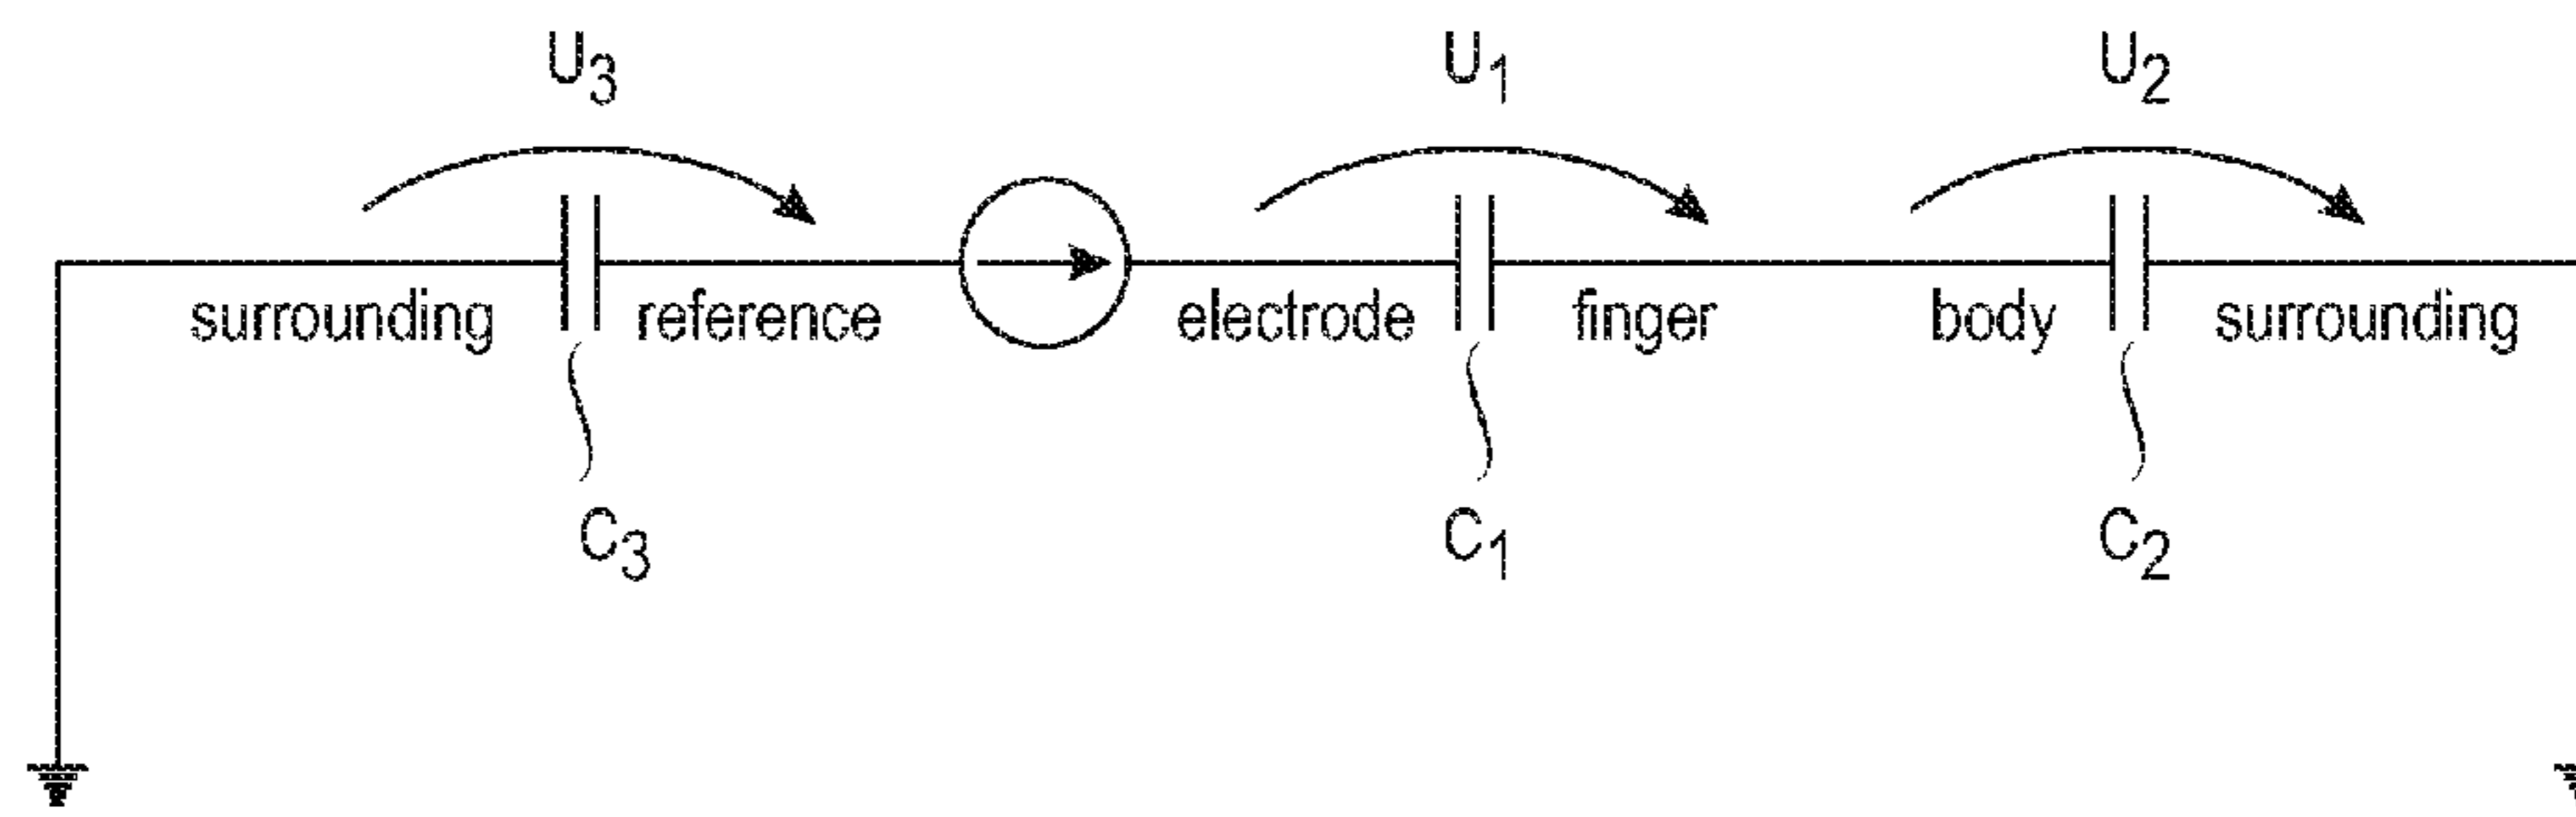 U3 U1 U2
surrounding reference electrode finger body surrounding
C3 C1 C2